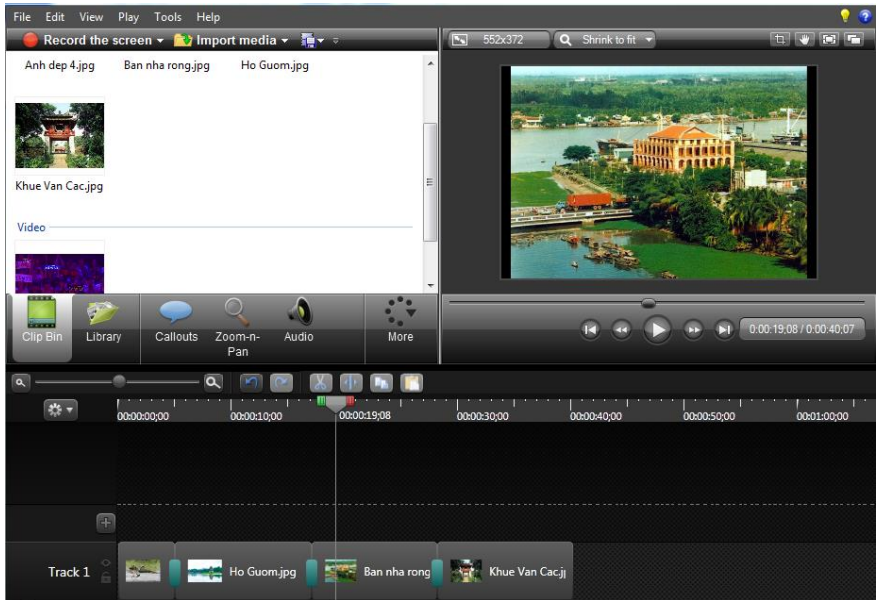 File Edit View Play Tools Help
Record the screen Import media
Anh dep 4.jpg Ban nha rong.jpg Ho Guom.jpg
Khue Van Cac.jpg
Video
Clip Bin Library Callouts Zoom-n-Pan Audio More
552x372 Shrink to fit
0:00:19;08 / 0:00:40;07
00:00:00;00 00:00:10;00 00:00:19;08 00:00:30;00 00:00:40;00 00:00:50;00 00:01:00;00
Track 1 Ho Guom.jpg Ban nha rong Khue Van Cac.j